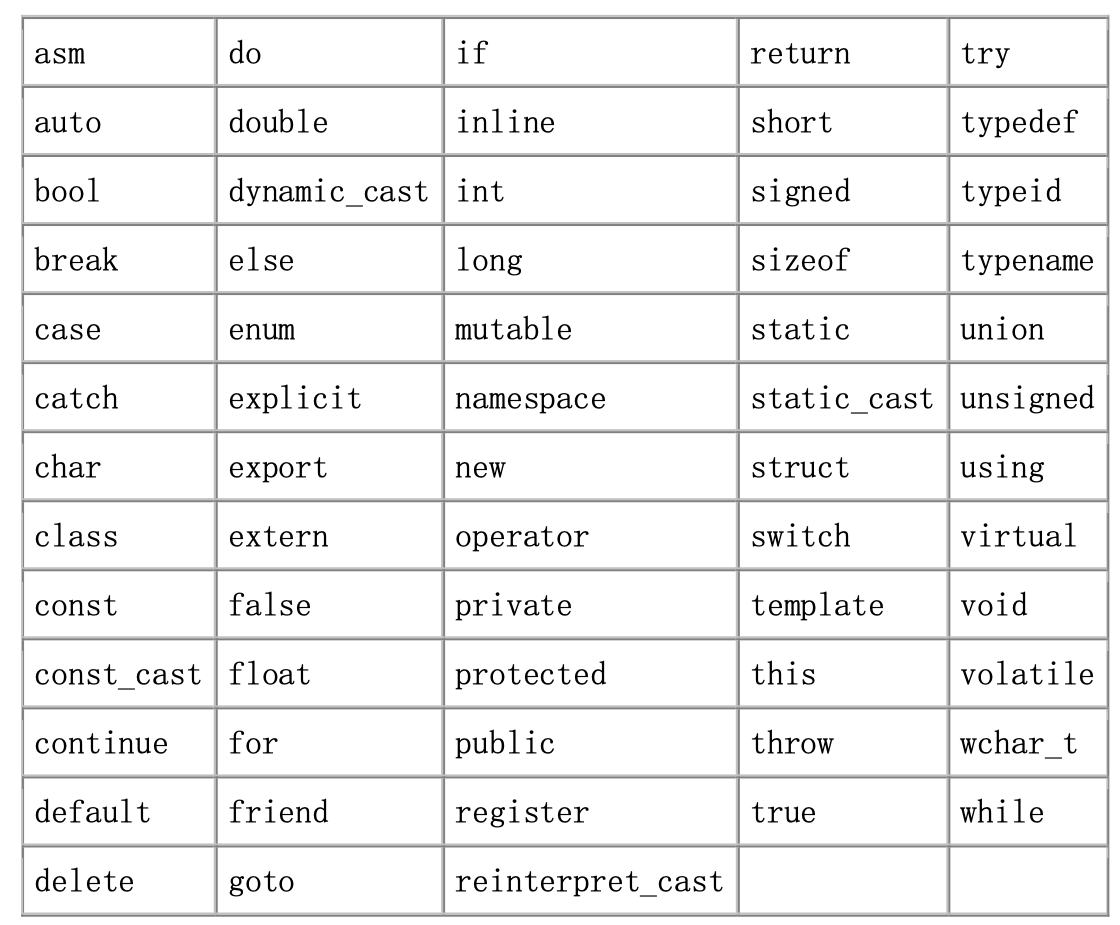 asm do if return try
auto double inline short typedef
bool dynamic_cast int signed typeid
break else long sizeof typename
case enum mutable static union
catch explicit namespace static_cast unsigned
char export new struct using
class extern operator switch virtual
const false private template void
const_cast float protected this volatile
continue for public throw wchar_t
default friend register true while
delete goto reinterpret_cast